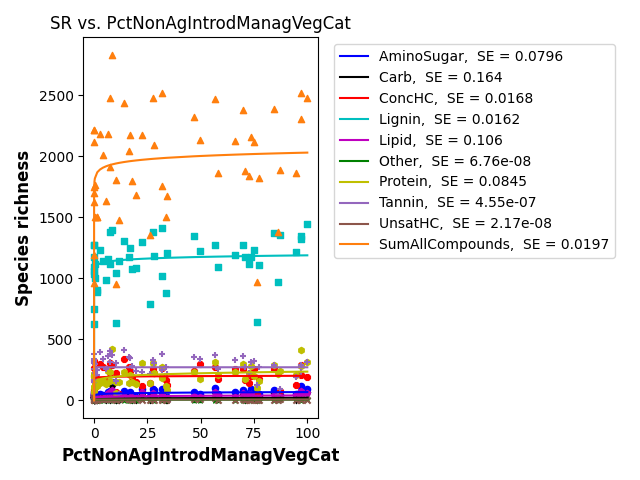 SR vs. PctNonAgIntrodManagVegCat
Species richness
2500
2000
1500
1000
500
0
0 25 50 75 100
PctNonAgIntrodManagVegCat
AminoSugar, SE = 0.0796
Carb, SE = 0.164
ConcHC, SE = 0.0168
Lignin, SE = 0.0162
Lipid, SE = 0.106
Other, SE = 6.76e-08
Protein, SE = 0.0845
Tannin, SE = 4.55e-07
UnsatHC, SE = 2.17e-08
SumAllCompounds, SE = 0.0197